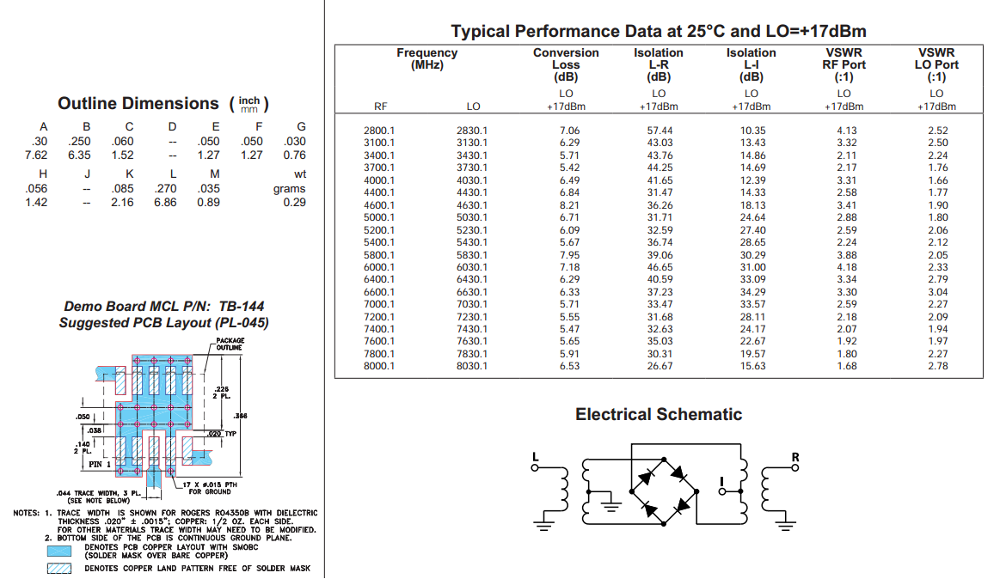 Outline Dimensions ( inch mm )
A B C D E F G
.30 .250 .060 -- .050 .050 .030
7.62 6.35 1.52 -- 1.27 1.27 0.76
H J K L M wt
.056 -- .085 .270 .035 grams
1.42 -- 2.16 6.86 0.89 0.29
Demo Board MCL P/N: TB-144
Suggested PCB Layout (PL-045)
PACKAGE
OUTLINE
.225
2 PL.
.050
.366
.038
.020 TYP
.140
2 PL.
PIN 1
17 X ø.015 PTH
FOR GROUND
.044 TRACE WIDTH, 3 PL.
(SEE NOTE BELOW)
NOTES: 1. TRACE WIDTH IS SHOWN FOR ROGERS RO4350B WITH DIELECTRIC
THICKNESS .020" ± .0015"; COPPER: 1/2 OZ. EACH SIDE.
FOR OTHER MATERIALS TRACE WIDTH MAY NEED TO BE MODIFIED.
2. BOTTOM SIDE OF THE PCB IS CONTINUOUS GROUND PLANE.
DENOTES PCB COPPER LAYOUT WITH SMOBC
(SOLDER MASK OVER BARE COPPER)
DENOTES COPPER LAND PATTERN FREE OF SOLDER MASK
Typical Performance Data at 25°C and LO=+17dBm
Frequency Conversion Isolation Isolation VSWR VSWR
(MHz) Loss L-R L-I RF Port LO Port
(dB) (dB) (dB) (:1) (:1)
LO LO LO LO LO
RF LO +17dBm +17dBm +17dBm +17dBm +17dBm
2800.1 2830.1 7.06 57.44 10.35 4.13 2.52
3100.1 3130.1 6.29 43.03 13.43 3.32 2.50
3400.1 3430.1 5.71 43.76 14.86 2.11 2.24
3700.1 3730.1 5.42 44.25 14.69 2.17 1.76
4000.1 4030.1 6.49 41.65 12.39 3.31 1.66
4400.1 4430.1 6.84 31.47 14.33 2.58 1.77
4600.1 4630.1 8.21 36.26 18.13 3.41 1.90
5000.1 5030.1 6.71 31.71 24.64 2.88 1.80
5200.1 5230.1 6.09 32.59 27.40 2.59 2.06
5400.1 5430.1 5.67 36.74 28.65 2.24 2.12
5800.1 5830.1 7.95 39.06 30.29 3.88 2.05
6000.1 6030.1 7.18 46.65 31.00 4.18 2.33
6400.1 6430.1 6.29 40.59 33.09 3.34 2.79
6600.1 6630.1 6.33 37.23 34.29 3.30 3.04
7000.1 7030.1 5.71 33.47 33.57 2.59 2.27
7200.1 7230.1 5.55 31.68 28.11 2.18 2.09
7400.1 7430.1 5.47 32.63 24.17 2.07 1.94
7600.1 7630.1 5.65 35.03 22.67 1.92 1.97
7800.1 7830.1 5.91 30.31 19.57 1.80 2.27
8000.1 8030.1 6.53 26.67 15.63 1.68 2.78
Electrical Schematic
L I R